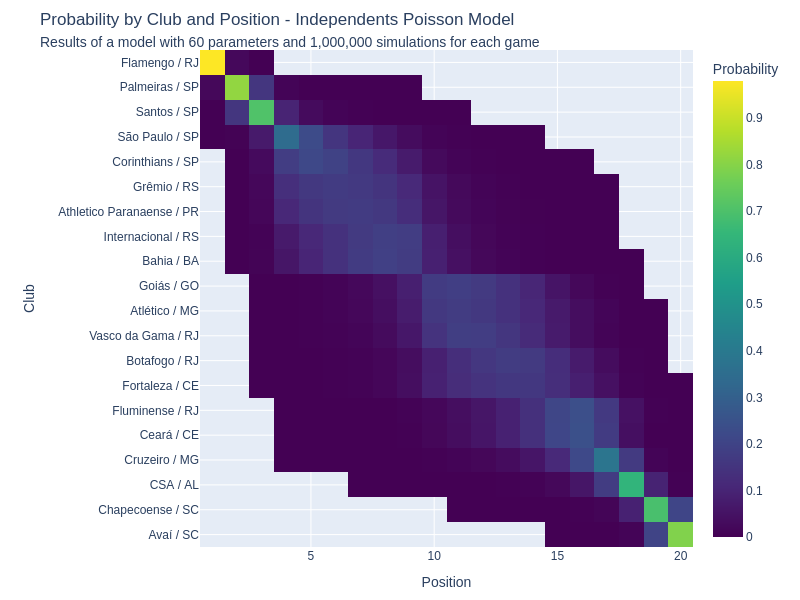 Probability by Club and Position - Independents Poisson Model
Results of a model with 60 parameters and 1,000,000 simulations for each game
Probability
Flamengo / RJ
Palmeiras / SP
Santos / SP
São Paulo / SP
Corinthians / SP
Grêmio / RS
Athletico Paranaense / PR
Internacional / RS
Bahia / BA
Goiás / GO
Atlético / MG
Vasco da Gama / RJ
Botafogo / RJ
Fortaleza / CE
Fluminense / RJ
Ceará / CE
Cruzeiro / MG
CSA / AL
Chapecoense / SC
Avaí / SC
Club
5
10
15
20
Position
0.9
0.8
0.7
0.6
0.5
0.4
0.3
0.2
0.1
0